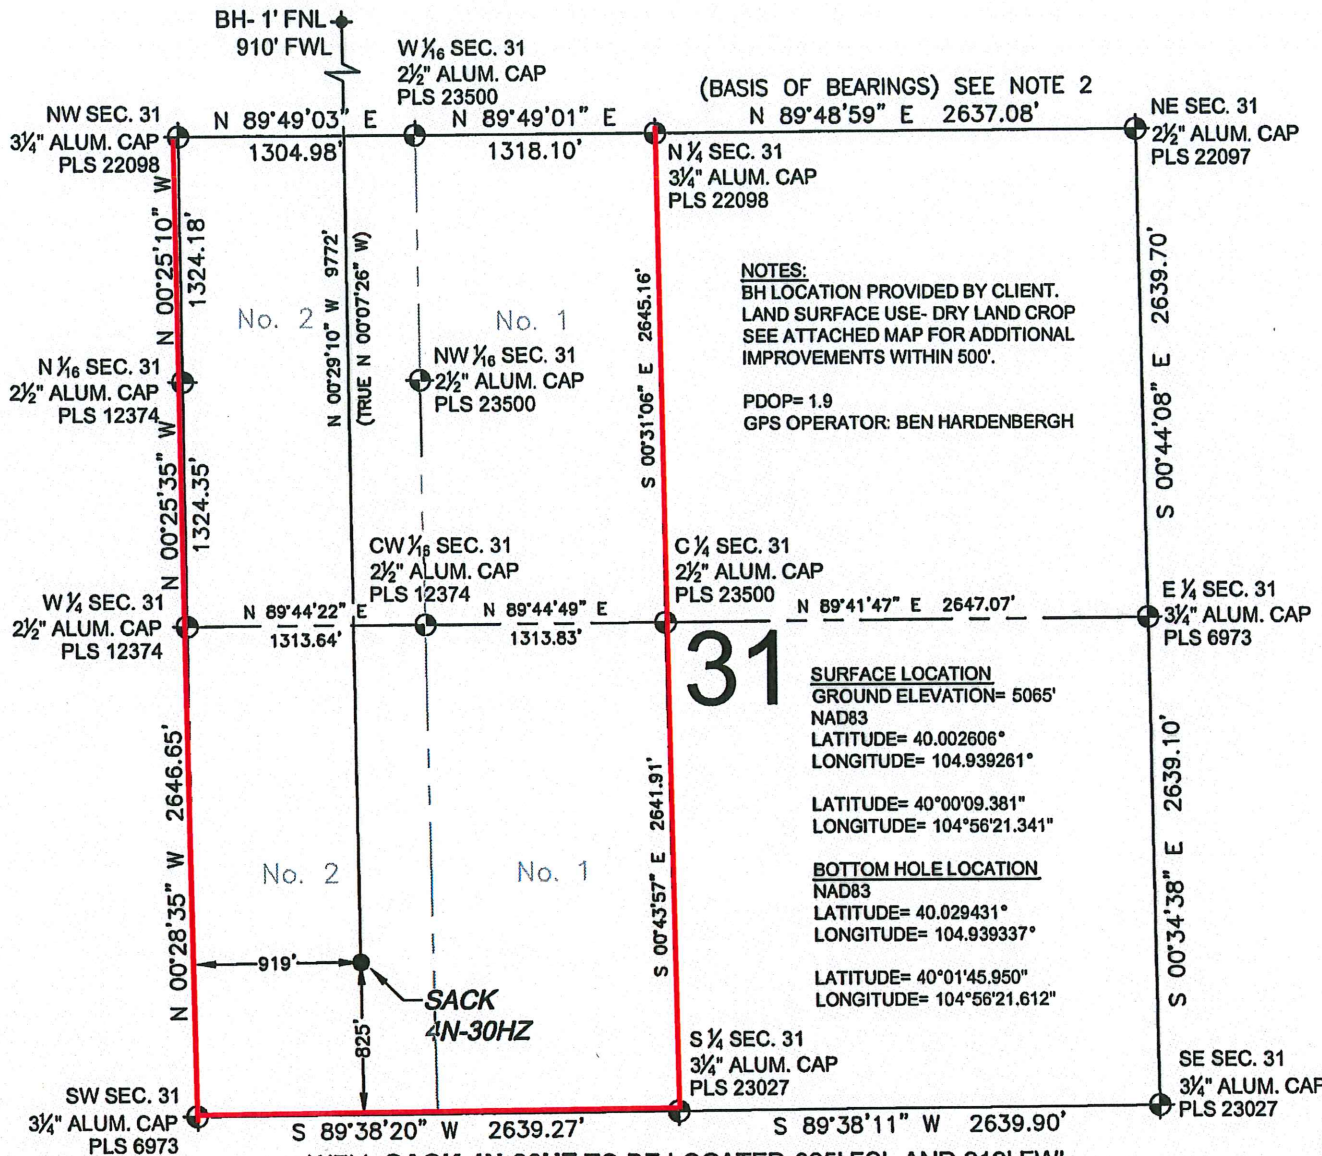 BH- 1' FNL
910' FWL
W 1⁄16 SEC. 31
2½" ALUM. CAP
PLS 23500
(BASIS OF BEARINGS) SEE NOTE 2
N 89°48'59" E 2637.08'
NE SEC. 31
2½" ALUM. CAP
PLS 22097
NW SEC. 31
3¼" ALUM. CAP
PLS 22098
N 89°49'03" E
1304.98'
N 89°49'01" E
1318.10'
N ¼ SEC. 31
3¼" ALUM. CAP
PLS 22098
N 00°25'10" W
1324.18'
No. 2
N 00°29'10" W 9772'
(TRUE N 00°07'26" W)
No. 1
S 00°31'06" E 2645.16'
NOTES:
BH LOCATION PROVIDED BY CLIENT.
LAND SURFACE USE- DRY LAND CROP
SEE ATTACHED MAP FOR ADDITIONAL
IMPROVEMENTS WITHIN 500'.
PDOP= 1.9
GPS OPERATOR: BEN HARDENBERGH
S 00°44'08" E 2639.70'
N 1⁄16 SEC. 31
2½" ALUM. CAP
PLS 12374
NW 1⁄16 SEC. 31
2½" ALUM. CAP
PLS 23500
N 00°25'35" W
1324.35'
W ¼ SEC. 31
2½" ALUM. CAP
PLS 12374
CW 1⁄16 SEC. 31
2½" ALUM. CAP
PLS 12374
N 89°44'22" E
1313.64'
N 89°44'49" E
1313.83'
C ¼ SEC. 31
2½" ALUM. CAP
PLS 23500
N 89°41'47" E 2647.07'
E ¼ SEC. 31
3¼" ALUM. CAP
PLS 6973
31
SURFACE LOCATION
GROUND ELEVATION= 5065'
NAD83
LATITUDE= 40.002606°
LONGITUDE= 104.939261°
LATITUDE= 40°00'09.381"
LONGITUDE= 104°56'21.341"
BOTTOM HOLE LOCATION
NAD83
LATITUDE= 40.029431°
LONGITUDE= 104.939337°
LATITUDE= 40°01'45.950"
LONGITUDE= 104°56'21.612"
N 00°28'35" W 2646.65'
No. 2
No. 1
S 00°43'57" E 2641.91'
S 00°34'38" E 2639.10'
919'
825'
SACK
4N-30HZ
SW SEC. 31
3¼" ALUM. CAP
PLS 6973
S ¼ SEC. 31
3¼" ALUM. CAP
PLS 23027
SE SEC. 31
3¼" ALUM. CAP
PLS 23027
S 89°38'20" W 2639.27'
S 89°38'11" W 2639.90'